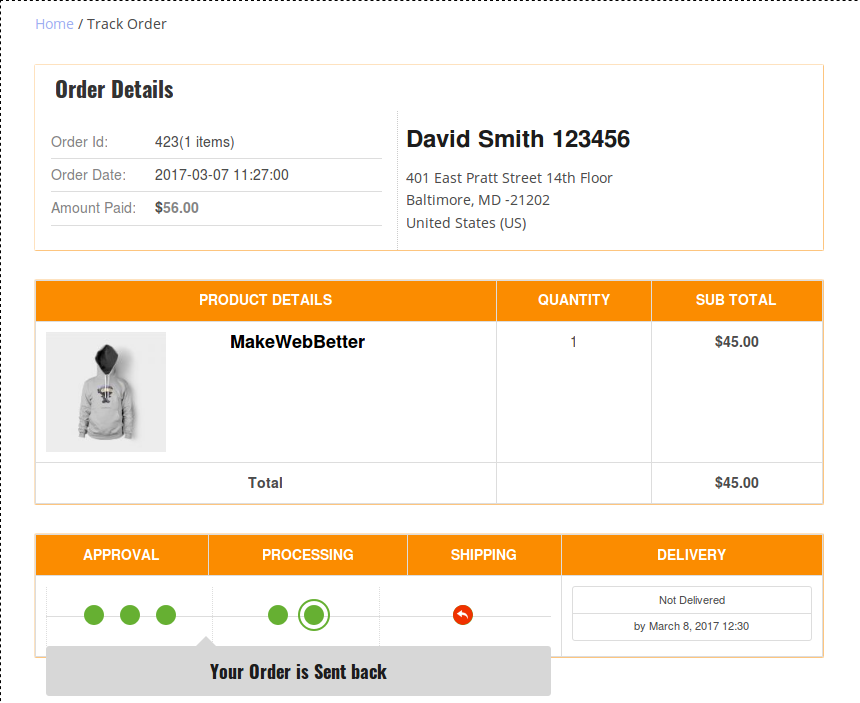 Home / Track Order
Order Details
Order Id: 423(1 items)
Order Date: 2017-03-07 11:27:00
Amount Paid: $56.00
David Smith 123456
401 East Pratt Street 14th Floor
Baltimore, MD -21202
United States (US)
PRODUCT DETAILS QUANTITY SUB TOTAL
MakeWebBetter 1 $45.00
Total $45.00
APPROVAL PROCESSING SHIPPING DELIVERY
Not Delivered
by March 8, 2017 12:30
Your Order is Sent back